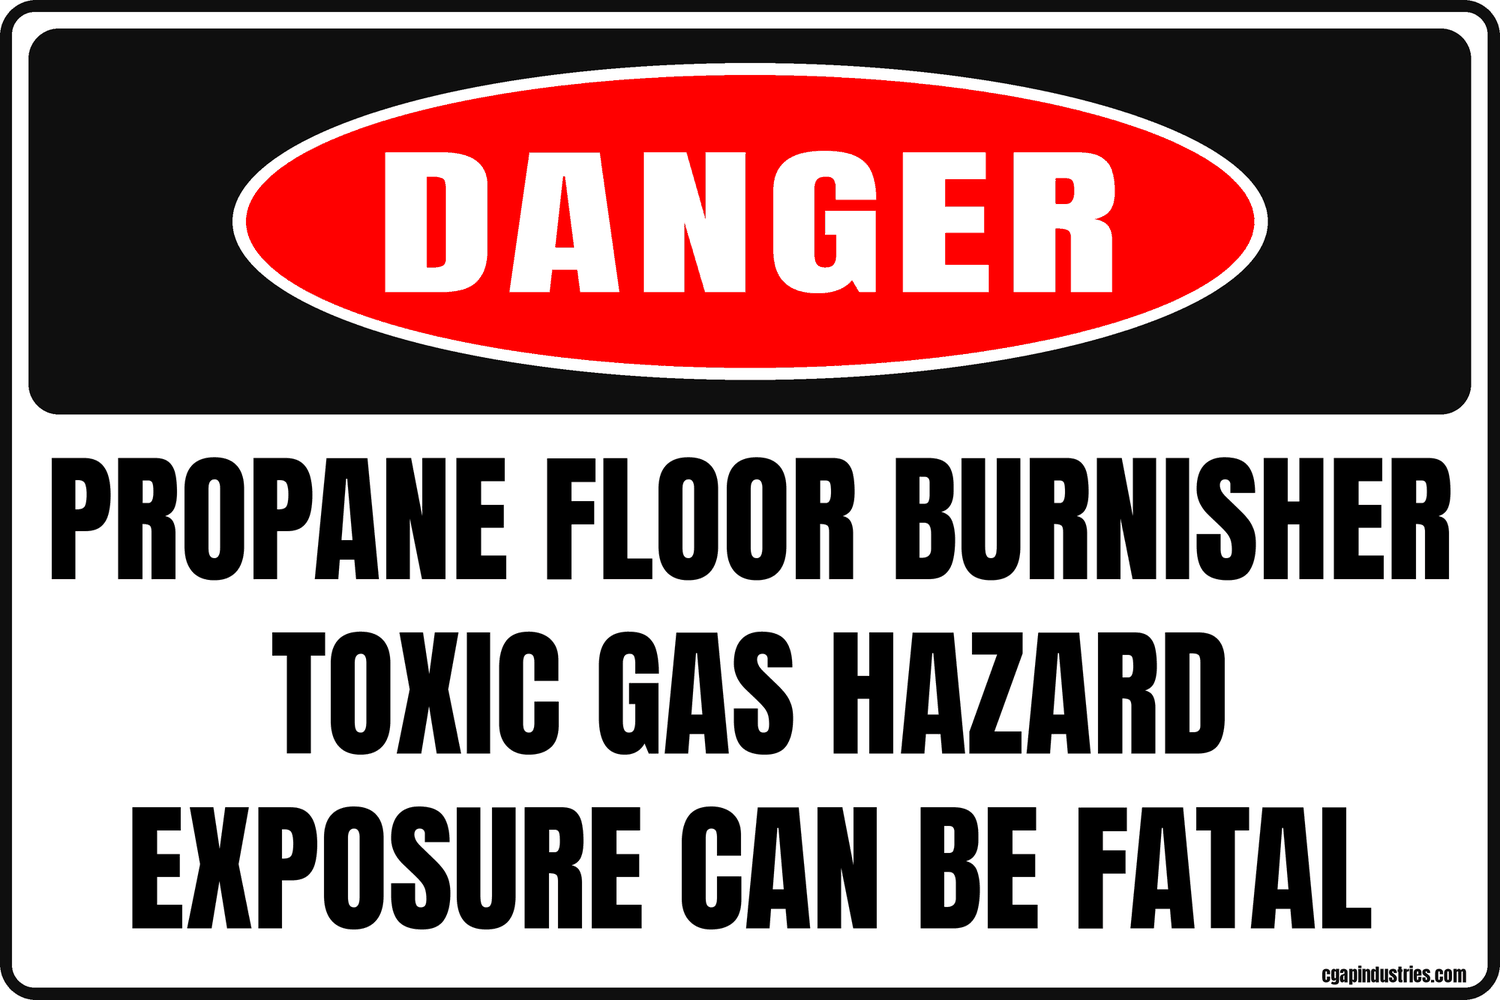 DANGER
PROPANE FLOOR BURNISHER
TOXIC GAS HAZARD
EXPOSURE CAN BE FATAL
cgapindustries.com